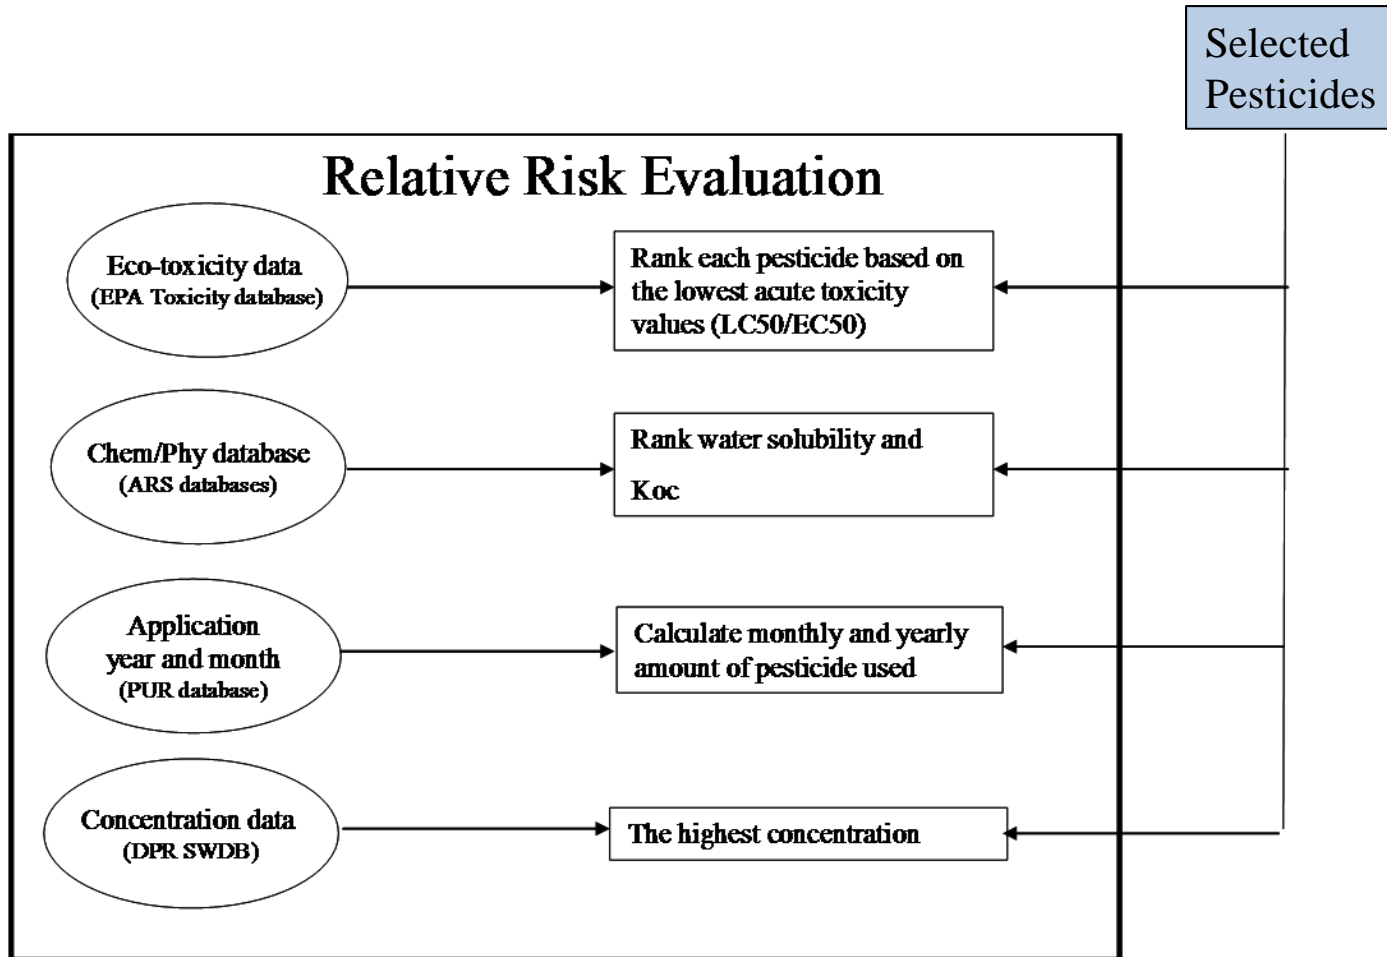 Selected
Pesticides
Relative Risk Evaluation
Eco-toxicity data
(EPA Toxicity database)
Rank each pesticide based on
the lowest acute toxicity
values (LC50/EC50)
Chem/Phy database
(ARS databases)
Rank water solubility and
Koc
Application
year and month
(PUR database)
Calculate monthly and yearly
amount of pesticide used
Concentration data
(DPR SWDB)
The highest concentration